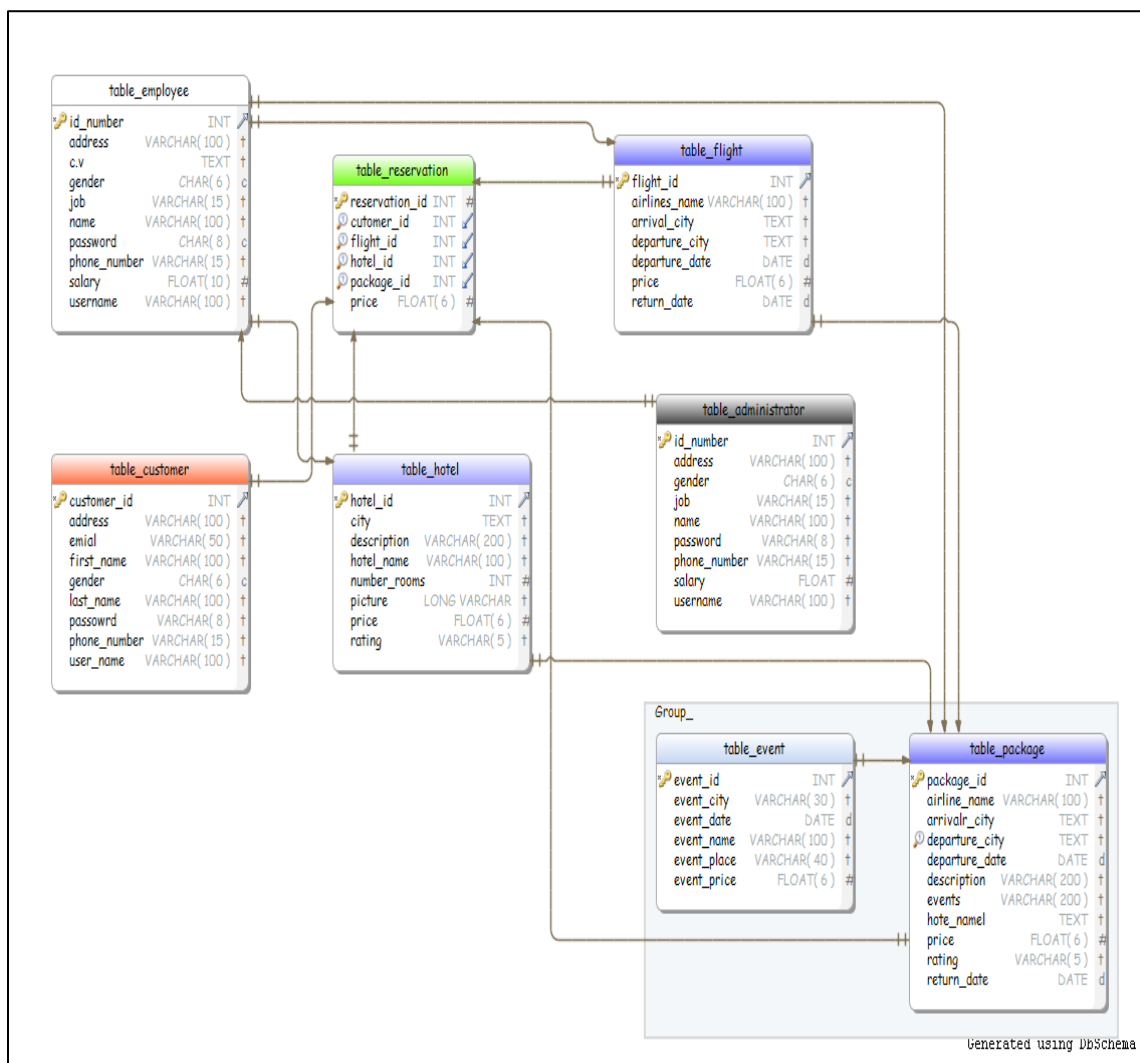 table_employee
id_number INT
address VARCHAR( 100 ) t
c.v TEXT t
gender CHAR( 6 ) c
job VARCHAR( 15 ) t
name VARCHAR( 100 ) t
password CHAR( 8 ) c
phone_number VARCHAR( 15 ) t
salary FLOAT( 10 ) #
username VARCHAR( 100 ) t
table_reservation
reservation_id INT #
cutomer_id INT
flight_id INT
hotel_id INT
package_id INT
price FLOAT( 6 ) #
table_flight
flight_id INT
airlines_name VARCHAR( 100 ) t
arrival_city TEXT t
departure_city TEXT t
departure_date DATE d
price FLOAT( 6 ) #
return_date DATE d
table_administrator
id_number INT
address VARCHAR( 100 ) t
gender CHAR( 6 ) c
job VARCHAR( 15 ) t
name VARCHAR( 100 ) t
password VARCHAR( 8 ) t
phone_number VARCHAR( 15 ) t
salary FLOAT #
username VARCHAR( 100 ) t
table_customer
customer_id INT
address VARCHAR( 100 ) t
emial VARCHAR( 50 ) t
first_name VARCHAR( 100 ) t
gender CHAR( 6 ) c
last_name VARCHAR( 100 ) t
passowrd VARCHAR( 8 ) t
phone_number VARCHAR( 15 ) t
user_name VARCHAR( 100 ) t
table_hotel
hotel_id INT
city TEXT t
description VARCHAR( 200 ) t
hotel_name VARCHAR( 100 ) t
number_rooms INT #
picture LONG VARCHAR t
price FLOAT( 6 ) #
rating VARCHAR( 5 ) t
Group_
table_event
event_id INT
event_city VARCHAR( 30 ) t
event_date DATE d
event_name VARCHAR( 100 ) t
event_place VARCHAR( 40 ) t
event_price FLOAT( 6 ) #
table_package
package_id INT
airline_name VARCHAR( 100 ) t
arrivalr_city TEXT t
departure_city TEXT t
departure_date DATE d
description VARCHAR( 200 ) t
events VARCHAR( 200 ) t
hote_namel TEXT t
price FLOAT( 6 ) #
rating VARCHAR( 5 ) t
return_date DATE d
Generated using DbSchema